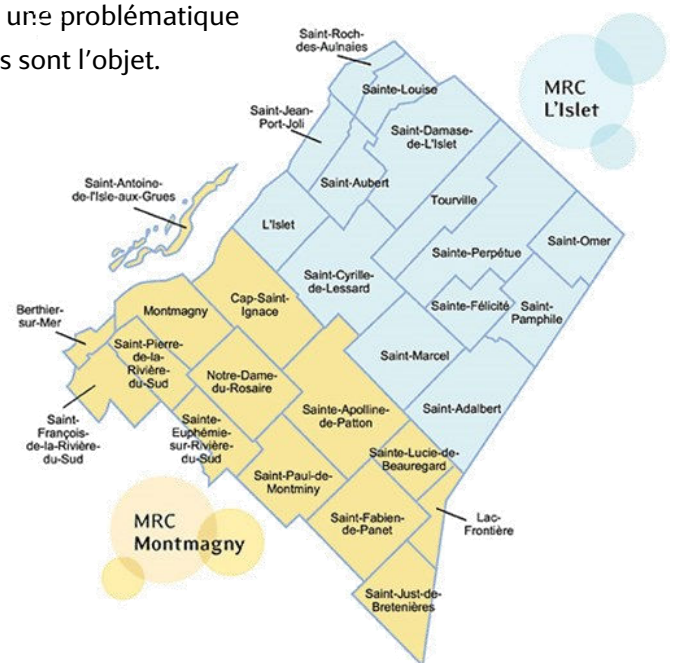 une problématique
s sont l'objet.
Saint-Roch-
des-Aulnaies
Sainte-Louise
MRC
L'Islet
Saint-Jean-
Port-Joli
Saint-Damase-
de-L'Islet
Saint-Aubert
Saint-Antoine-
de-l'Isle-aux-Grues
Tourville
L'Islet
Saint-Omer
Sainte-Perpétue
Saint-Cyrille-
de-Lessard
Cap-Saint-
Ignace
Sainte-Félicité
Saint-
Pamphile
Berthier-
sur-Mer
Montmagny
Saint-Pierre-
de-la-
Rivière-
du-Sud
Saint-Marcel
Notre-Dame-
du-Rosaire
Saint-Adalbert
Saint-
François-
de-la-Rivière-
du-Sud
Sainte-
Euphémie-
sur-Rivière-
du-Sud
Sainte-Apolline-
de-Patton
Sainte-Lucie-de-
Beauregard
Saint-Paul-de-
Montminy
MRC
Montmagny
Saint-Fabien-
de-Panet
Lac-
Frontière
Saint-Just-de-
Bretenières